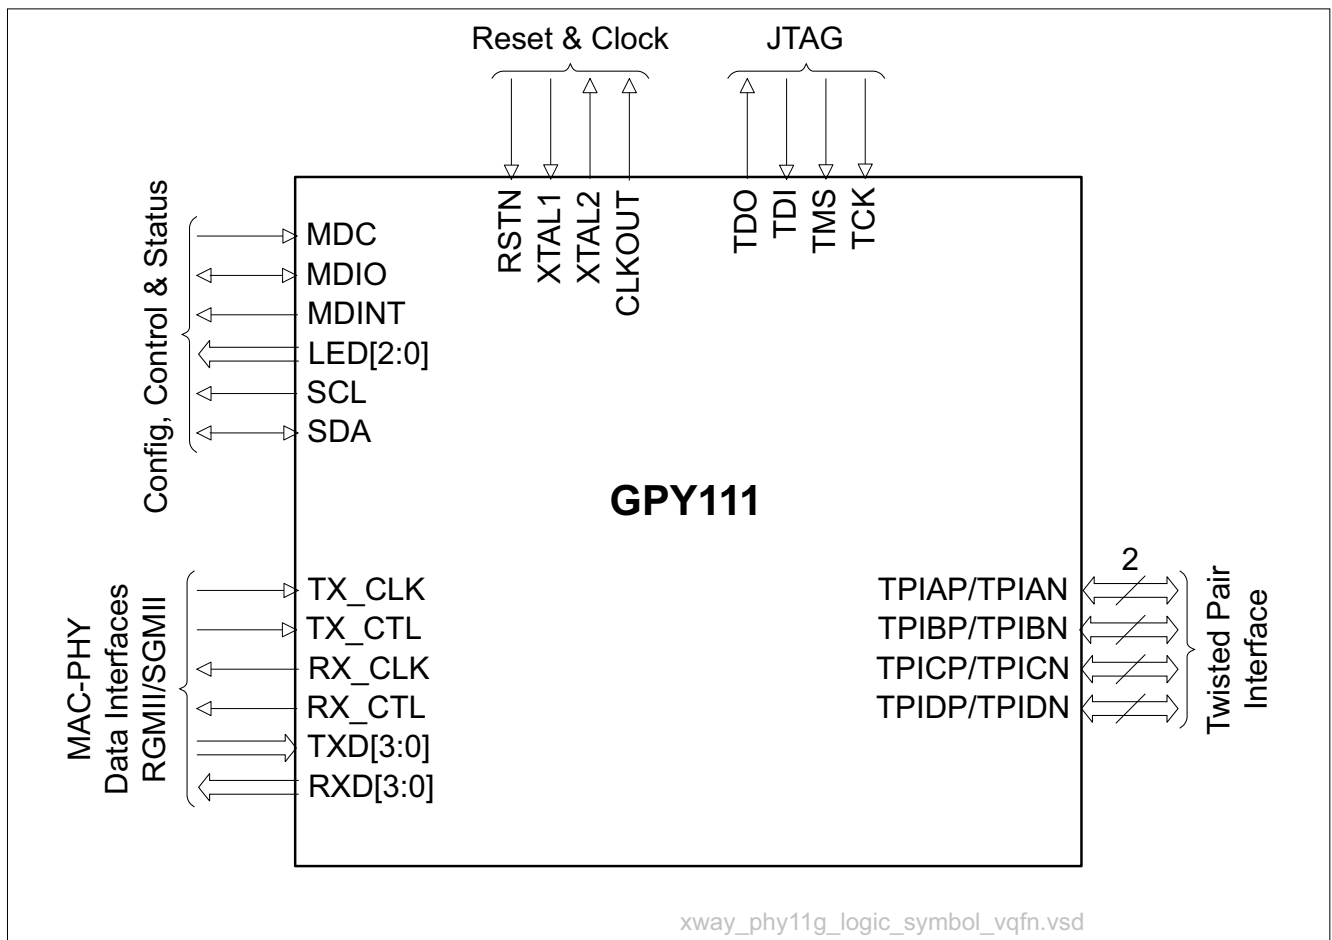 Reset & Clock
JTAG
RSTN
XTAL1
XTAL2
CLKOUT
TDO
TDI
TMS
TCK
Config, Control & Status
MDC
MDIO
MDINT
LED[2:0]
SCL
SDA
GPY111
MAC-PHY
Data Interfaces
RGMII/SGMII
TX_CLK
TX_CTL
RX_CLK
RX_CTL
TXD[3:0]
RXD[3:0]
TPIAP/TPIAN
TPIBP/TPIBN
TPICP/TPICN
TPIDP/TPIDN
2
Twisted Pair
Interface
xway_phy11g_logic_symbol_vqfn.vsd